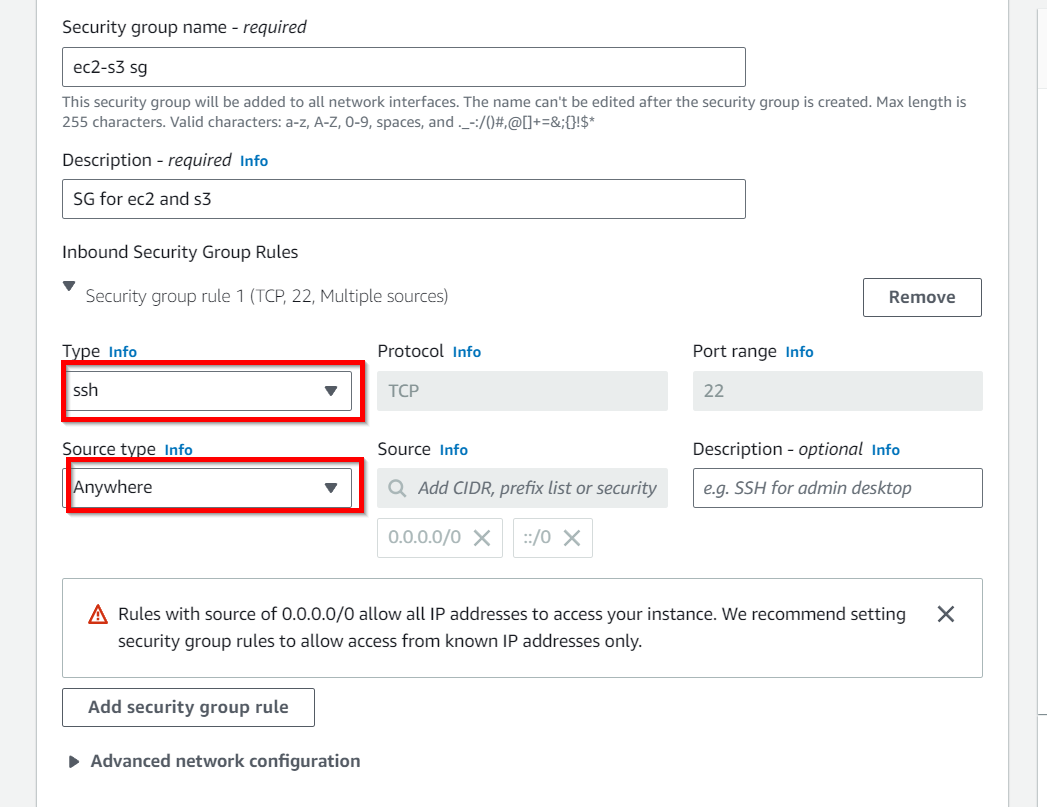 Security group name - required
ec2-s3 sg
This security group will be added to all network interfaces. The name can't be edited after the security group is created. Max length is
255 characters. Valid characters: a-z, A-Z, 0-9, spaces, and ._-:/()#,@[]+=&;{}!$*
Description - required Info
SG for ec2 and s3
Inbound Security Group Rules
Security group rule 1 (TCP, 22, Multiple sources)
Remove
Type Info
Protocol Info
Port range Info
ssh
TCP
22
Source type Info
Source Info
Description - optional Info
Anywhere
Add CIDR, prefix list or security
e.g. SSH for admin desktop
0.0.0.0/0
::/0
Rules with source of 0.0.0.0/0 allow all IP addresses to access your instance. We recommend setting
security group rules to allow access from known IP addresses only.
Add security group rule
Advanced network configuration